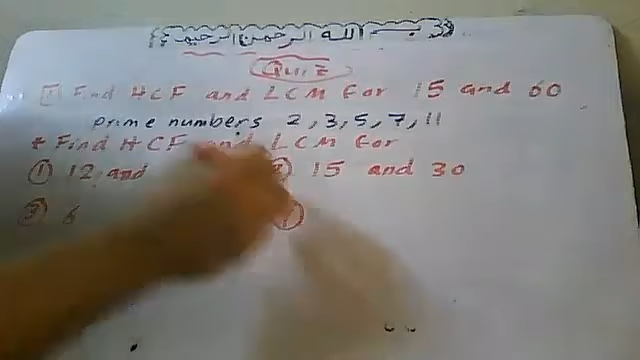 بسم الله الرحمن الرحيم
Quiz
1 Find HCF and LCM for 15 and 60
prime numbers 2, 3, 5, 7, 11
* Find HCF and LCM for
① 12 and ② 15 and 30
③ 6